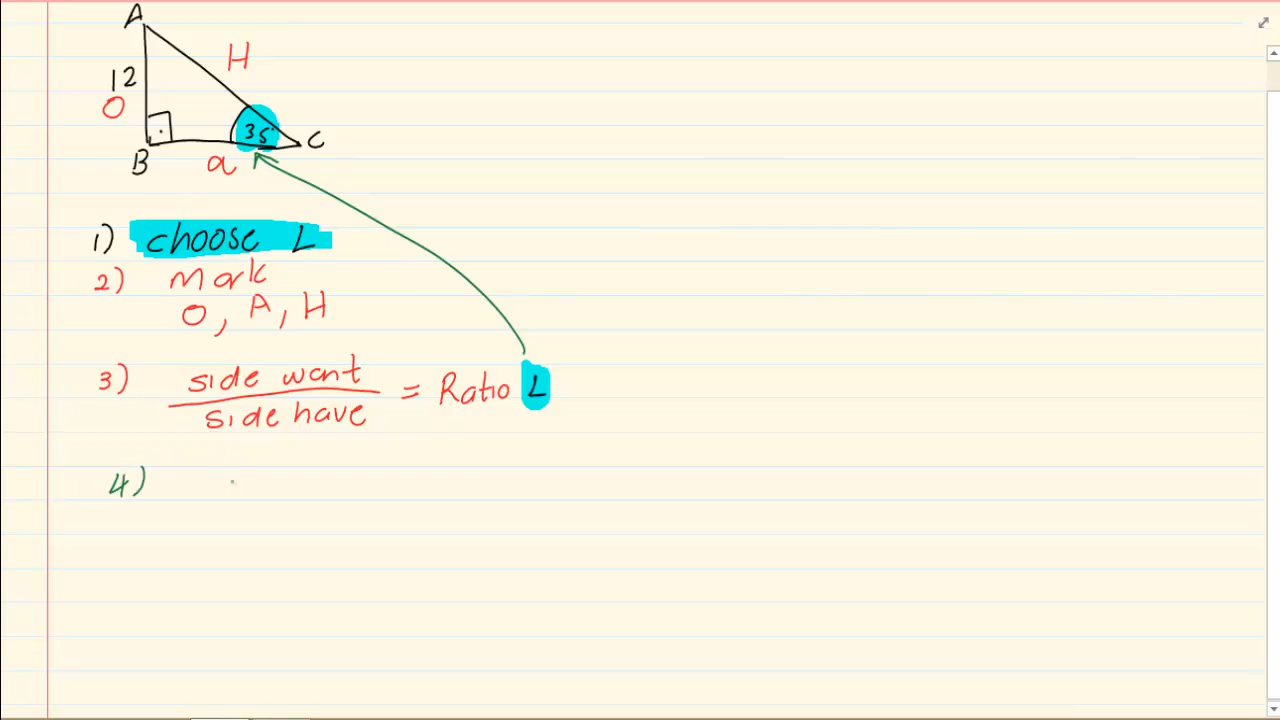 A
H
12
O
35°
C
B
a
1) choose L
2) Mark
O, A, H
3) side want
side have
= Ratio L
4)